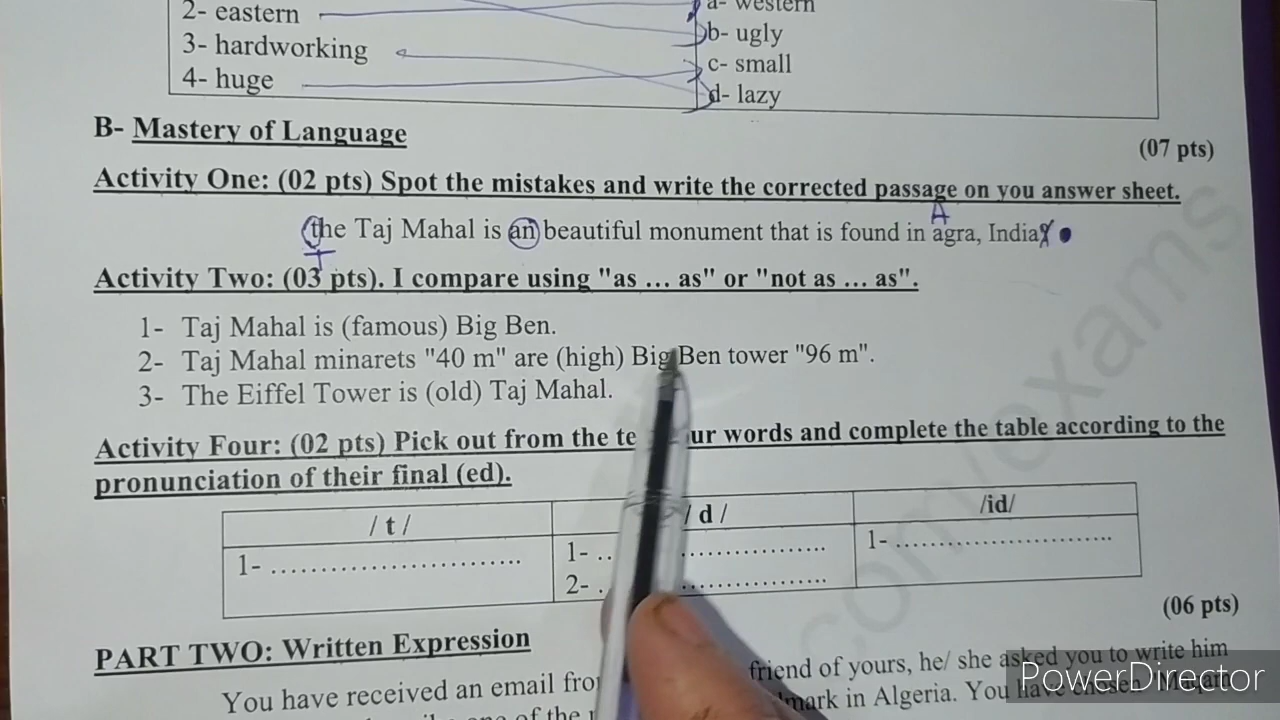 2- eastern a- western
3- hardworking b- ugly
4- huge c- small
d- lazy
B- Mastery of Language
(07 pts)
Activity One: (02 pts) Spot the mistakes and write the corrected passage on you answer sheet.
A
the Taj Mahal is an beautiful monument that is found in agra, India
T
Activity Two: (03 pts). I compare using "as ... as" or "not as ... as".
1- Taj Mahal is (famous) Big Ben.
2- Taj Mahal minarets "40 m" are (high) Big Ben tower "96 m".
3- The Eiffel Tower is (old) Taj Mahal.
Activity Four: (02 pts) Pick out from the words and complete the table according to the
pronunciation of their final (ed).
/ t / / d / /id/
1- .......................... 1- .. .................. 1- ..........................
2- . ..................
(06 pts)
PART TWO: Written Expression
You have received an email friend of yours, he/ she asked you to write him
one of the in Algeria. You have chosen
com/exams
PowerDirector